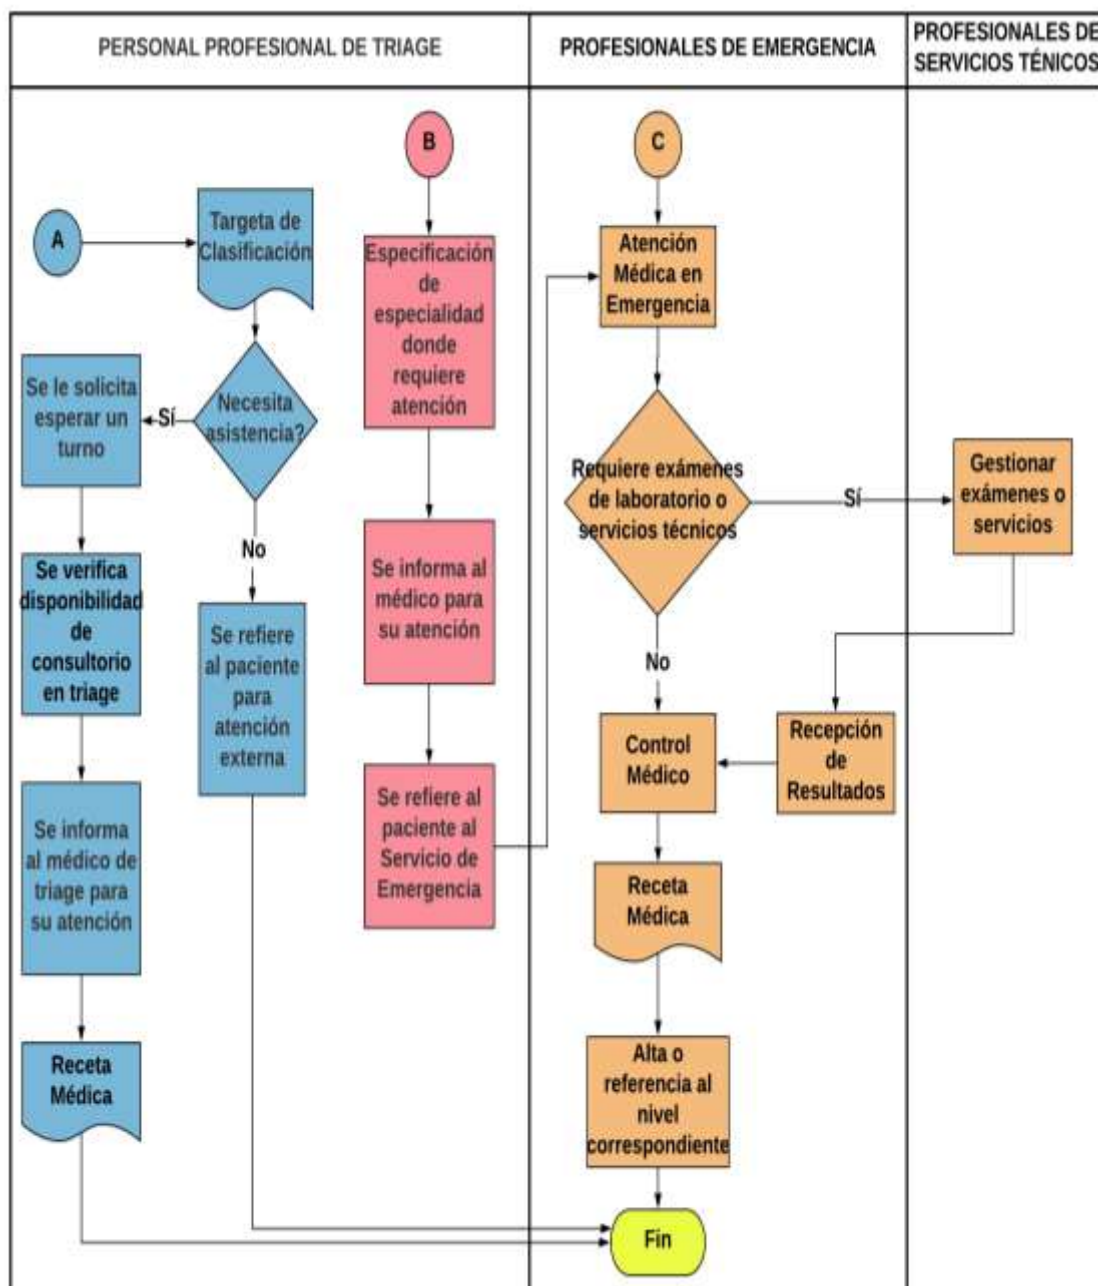 PERSONAL PROFESIONAL DE TRIAGE
PROFESIONALES DE EMERGENCIA
PROFESIONALES DE
SERVICIOS TÉNICOS
A
Targeta de
Clasificación
Necesita
asistencia?
Sí
Se le solicita
esperar un
turno
Se verifica
disponibilidad
de
consultorio
en triage
Se informa
al médico de
triage para
su atención
Receta
Médica
No
Se refiere
al paciente
para
atención
externa
B
Especificación
de
especialidad
donde
requiere
atención
Se informa al
médico para
su atención
Se refiere al
paciente al
Servicio de
Emergencia
C
Atención
Médica en
Emergencia
Requiere exámenes
de laboratorio o
servicios técnicos
Sí
Gestionar
exámenes o
servicios
Recepción
de
Resultados
No
Control
Médico
Receta
Médica
Alta o
referencia al
nivel
correspondiente
Fin